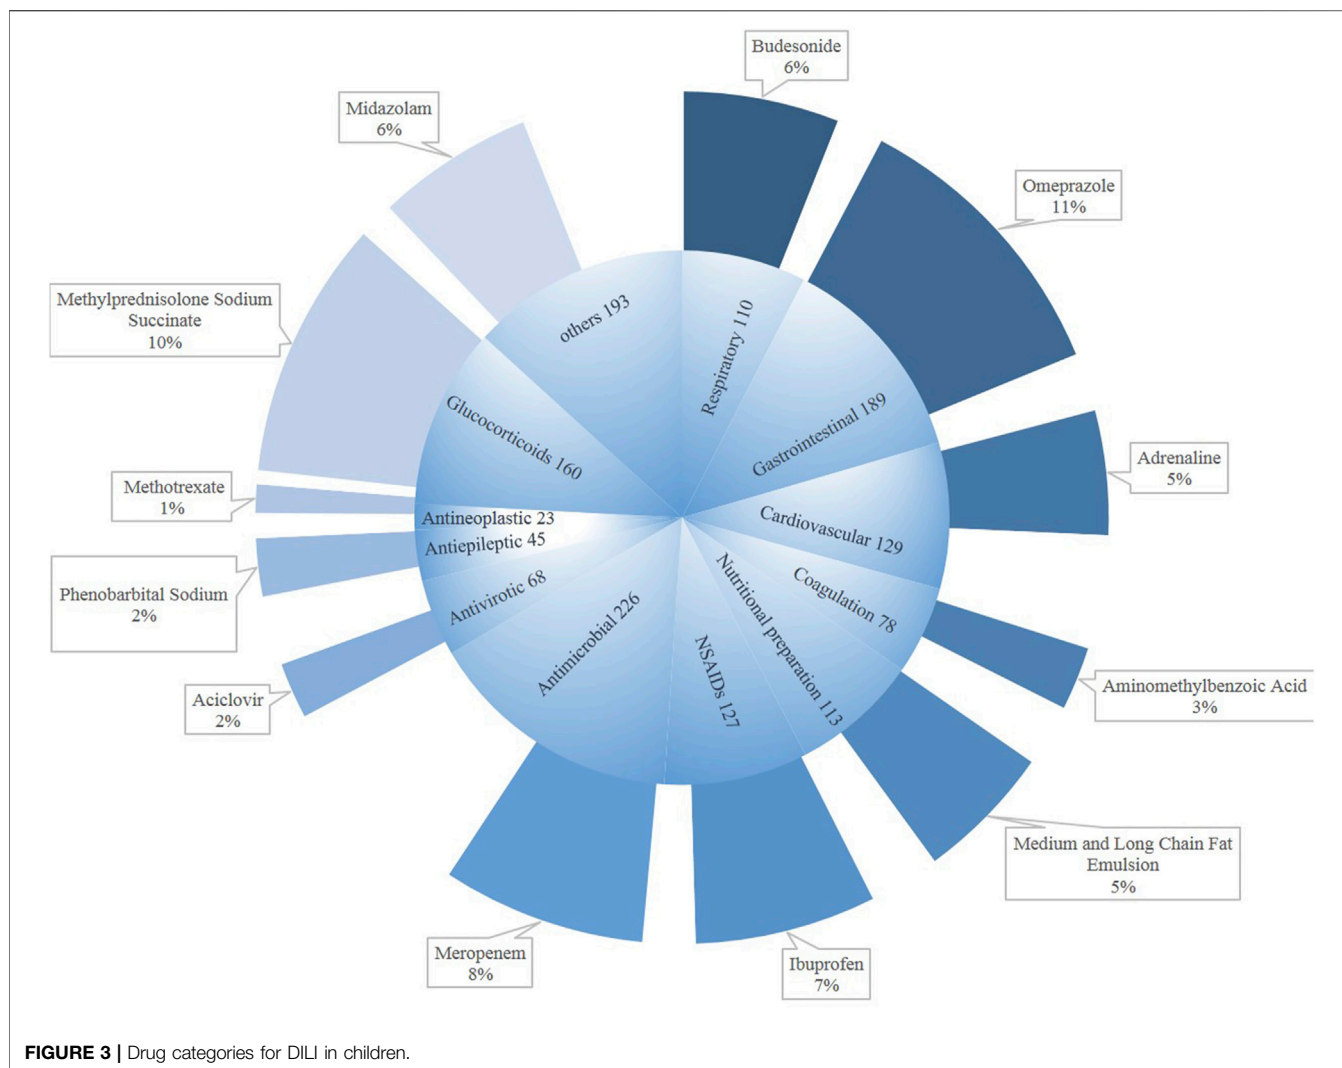 Budesonide
6%
Omeprazole
11%
Adrenaline
5%
Aminomethylbenzoic Acid
3%
Medium and Long Chain Fat
Emulsion
5%
Ibuprofen
7%
Meropenem
8%
Aciclovir
2%
Phenobarbital Sodium
2%
Methotrexate
1%
Methylprednisolone Sodium
Succinate
10%
Midazolam
6%
Respiratory 110
Gastrointestinal 189
Cardiovascular 129
Coagulation 78
Nutritional preparation 113
NSAIDs 127
Antimicrobial 226
Antivirotic 68
Antiepileptic 45
Antineoplastic 23
Glucocorticoids 160
others 193
FIGURE 3 | Drug categories for DILI in children.